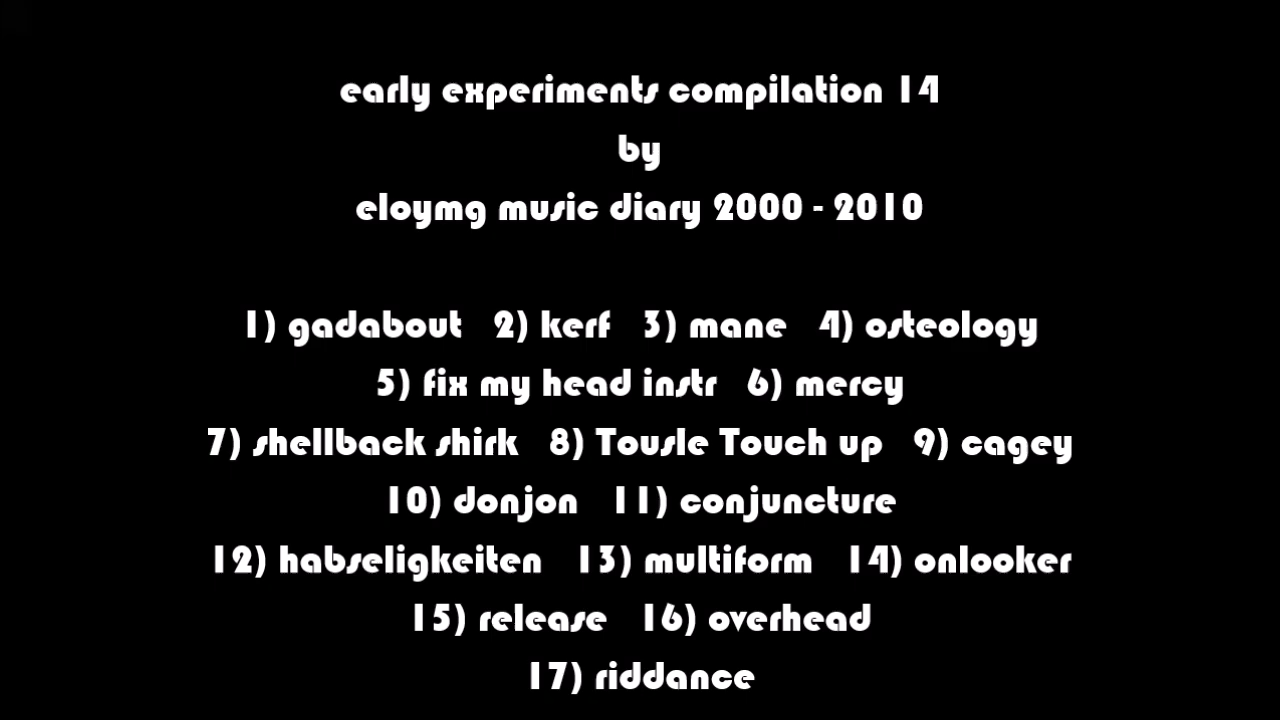 early experiments compilation 14
by
eloymg music diary 2000 - 2010
1) gadabout 2) kerf 3) mane 4) osteology
5) fix my head instr 6) mercy
7) shellback shirk 8) Tousle Touch up 9) cagey
10) donjon 11) conjuncture
12) habseligkeiten 13) multiform 14) onlooker
15) release 16) overhead
17) riddance